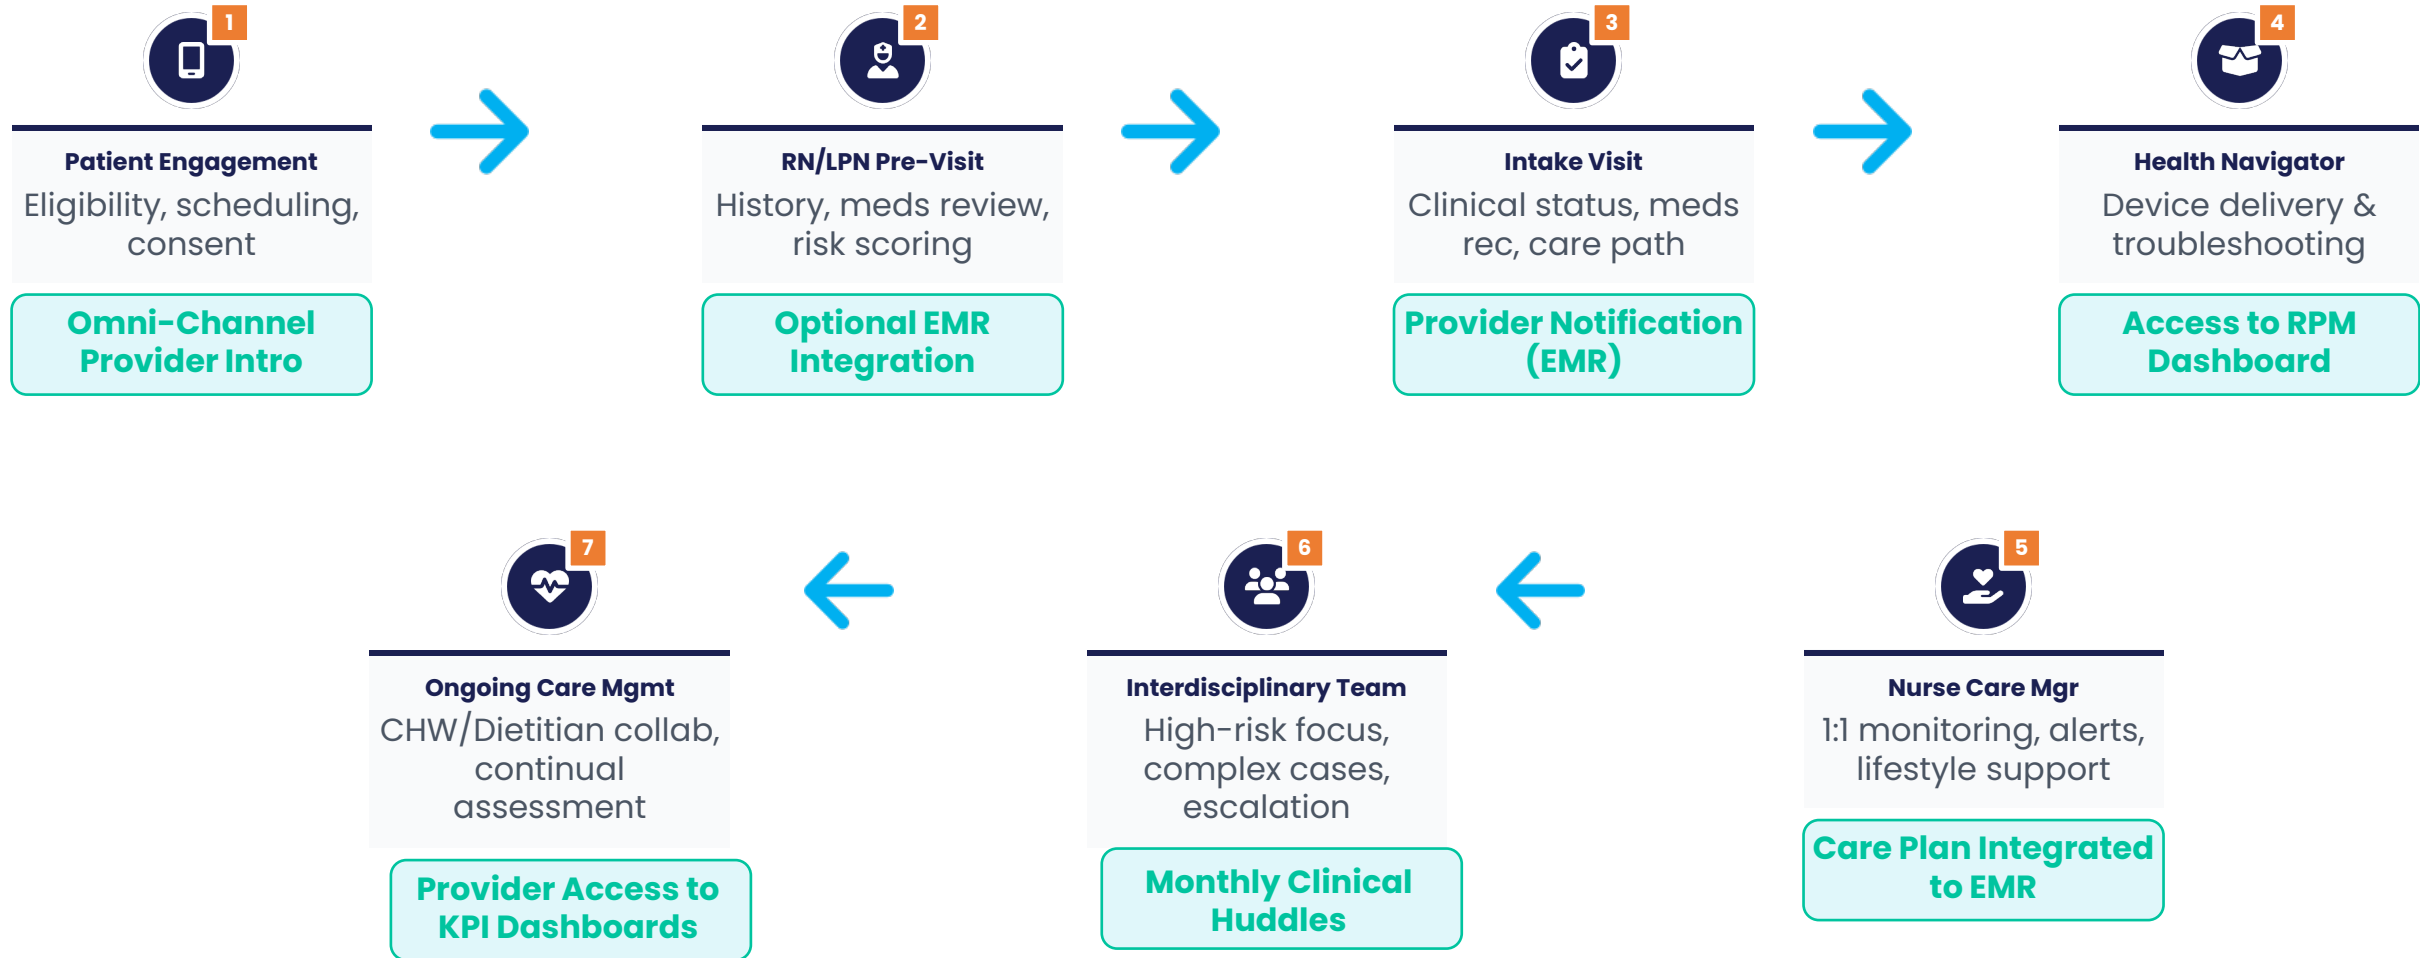 1
Patient Engagement
Eligibility, scheduling,
consent
Omni-Channel
Provider Intro
2
RN/LPN Pre-Visit
History, meds review,
risk scoring
Optional EMR
Integration
3
Intake Visit
Clinical status, meds
rec, care path
Provider Notification
(EMR)
4
Health Navigator
Device delivery &
troubleshooting
Access to RPM
Dashboard
5
Nurse Care Mgr
1:1 monitoring, alerts,
lifestyle support
Care Plan Integrated
to EMR
6
Interdisciplinary Team
High-risk focus,
complex cases,
escalation
Monthly Clinical
Huddles
7
Ongoing Care Mgmt
CHW/Dietitian collab,
continual
assessment
Provider Access to
KPI Dashboards